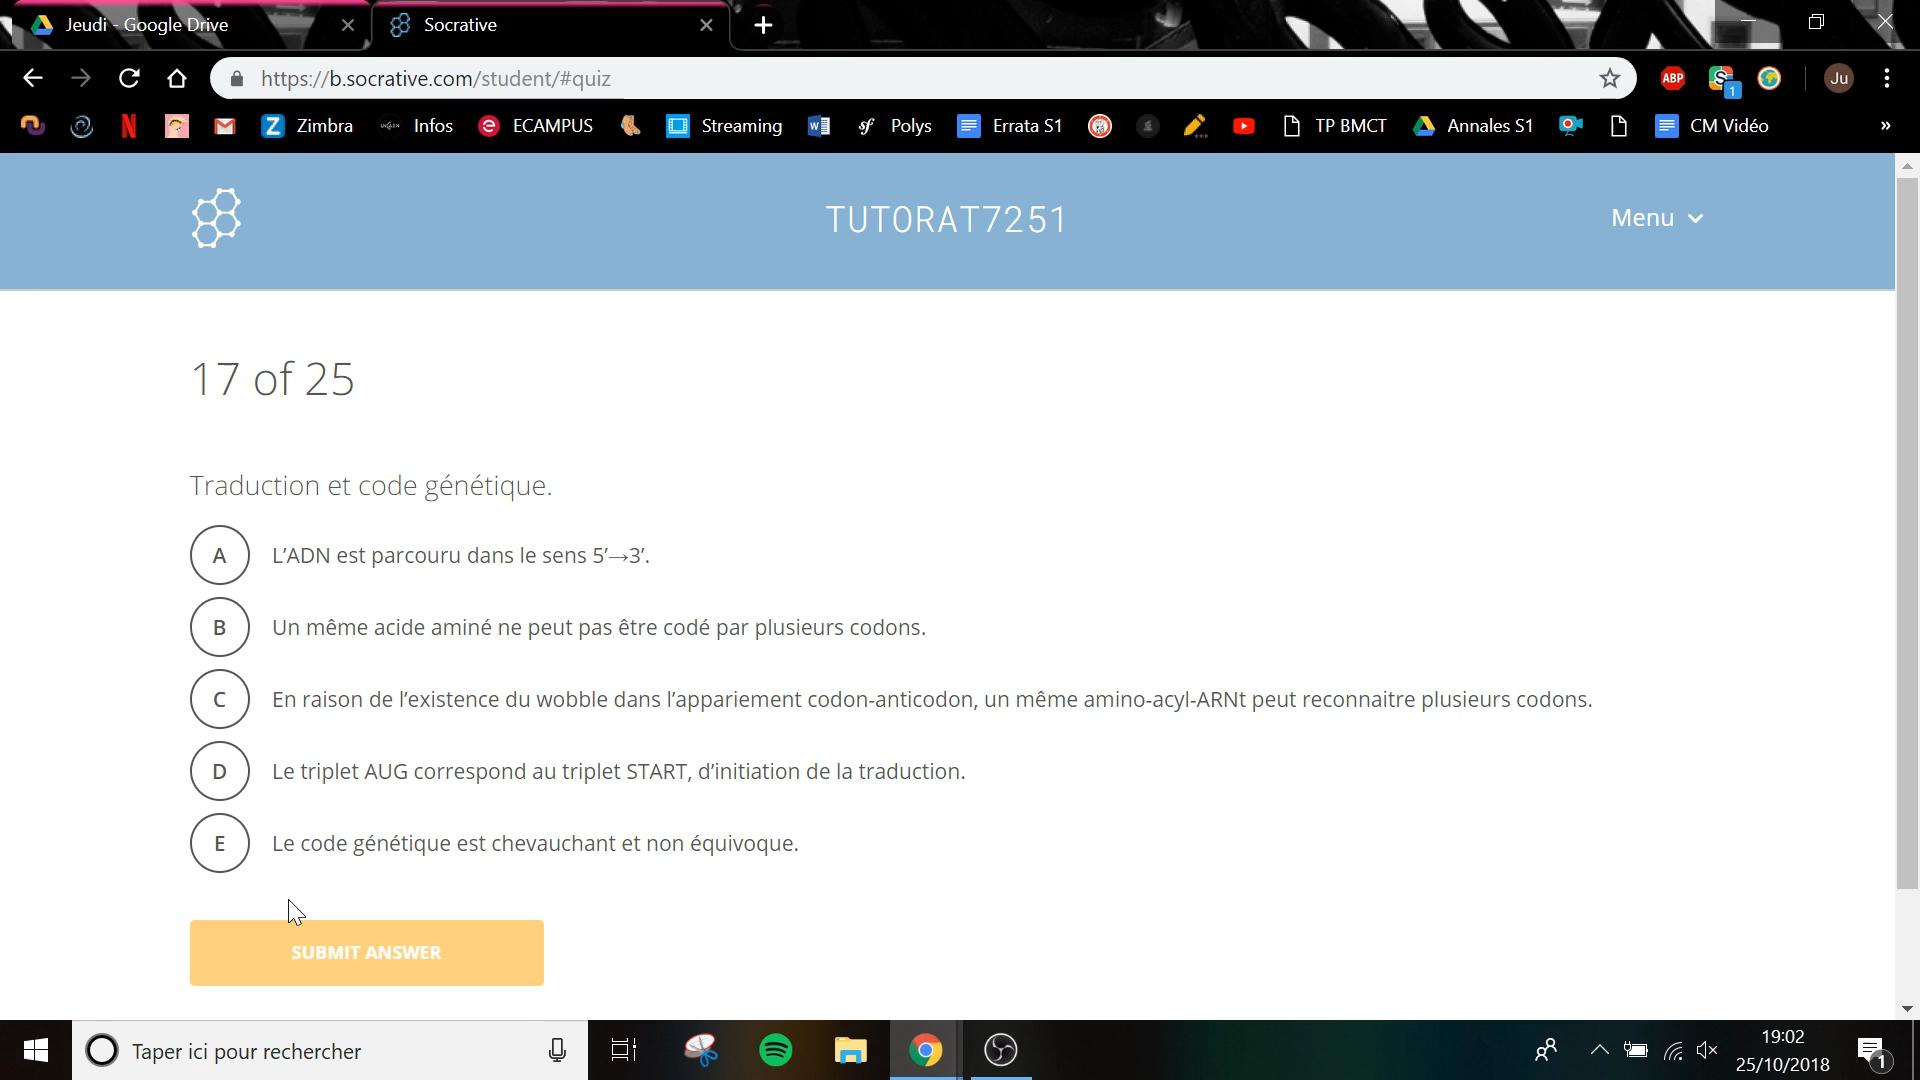 Jeudi - Google Drive
Socrative
https://b.socrative.com/student/#quiz
ABP
S
1
Ju
Zimbra
Infos
ECAMPUS
Streaming
Polys
Errata S1
TP BMCT
Annales S1
CM Vidéo
»
TUTORAT7251
Menu
17 of 25
Traduction et code génétique.
A L’ADN est parcouru dans le sens 5’→3’.
B Un même acide aminé ne peut pas être codé par plusieurs codons.
C En raison de l’existence du wobble dans l’appariement codon-anticodon, un même amino-acyl-ARNt peut reconnaitre plusieurs codons.
D Le triplet AUG correspond au triplet START, d’initiation de la traduction.
E Le code génétique est chevauchant et non équivoque.
SUBMIT ANSWER
Taper ici pour rechercher
19:02
25/10/2018
1